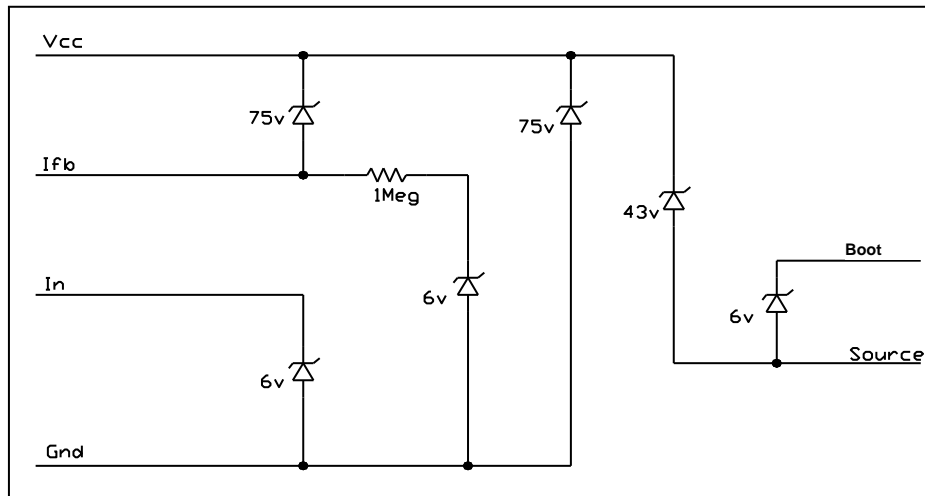 Vcc
75v
75v
Ifb
1Meg
43v
Boot
In
6v
6v
Source
6v
Gnd